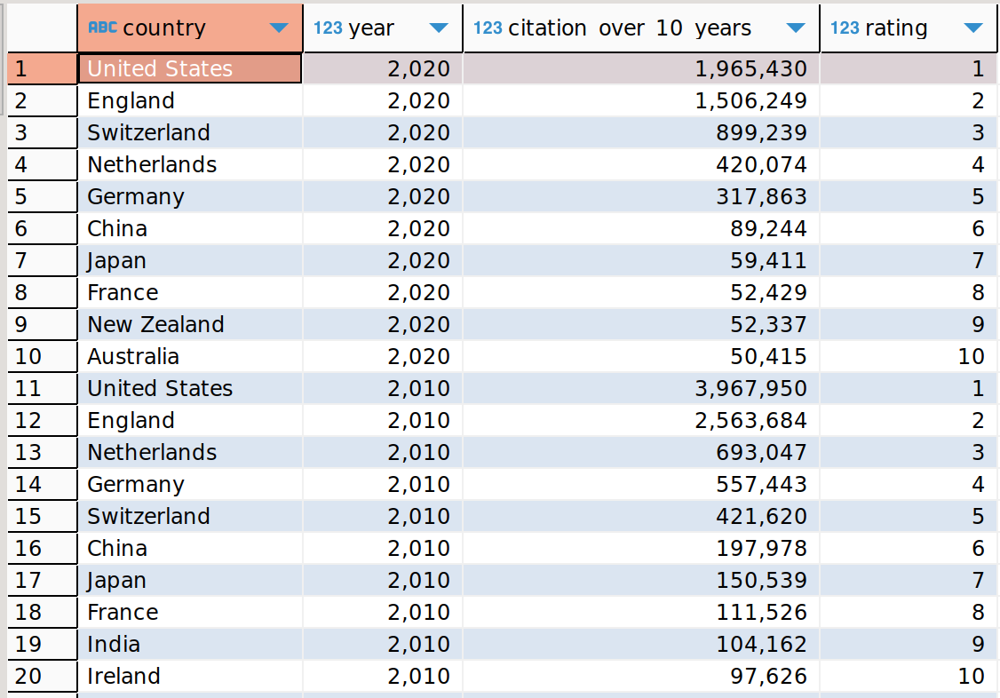 ABC country 123 year 123 citation over 10 years 123 rating
1 United States 2,020 1,965,430 1
2 England 2,020 1,506,249 2
3 Switzerland 2,020 899,239 3
4 Netherlands 2,020 420,074 4
5 Germany 2,020 317,863 5
6 China 2,020 89,244 6
7 Japan 2,020 59,411 7
8 France 2,020 52,429 8
9 New Zealand 2,020 52,337 9
10 Australia 2,020 50,415 10
11 United States 2,010 3,967,950 1
12 England 2,010 2,563,684 2
13 Netherlands 2,010 693,047 3
14 Germany 2,010 557,443 4
15 Switzerland 2,010 421,620 5
16 China 2,010 197,978 6
17 Japan 2,010 150,539 7
18 France 2,010 111,526 8
19 India 2,010 104,162 9
20 Ireland 2,010 97,626 10